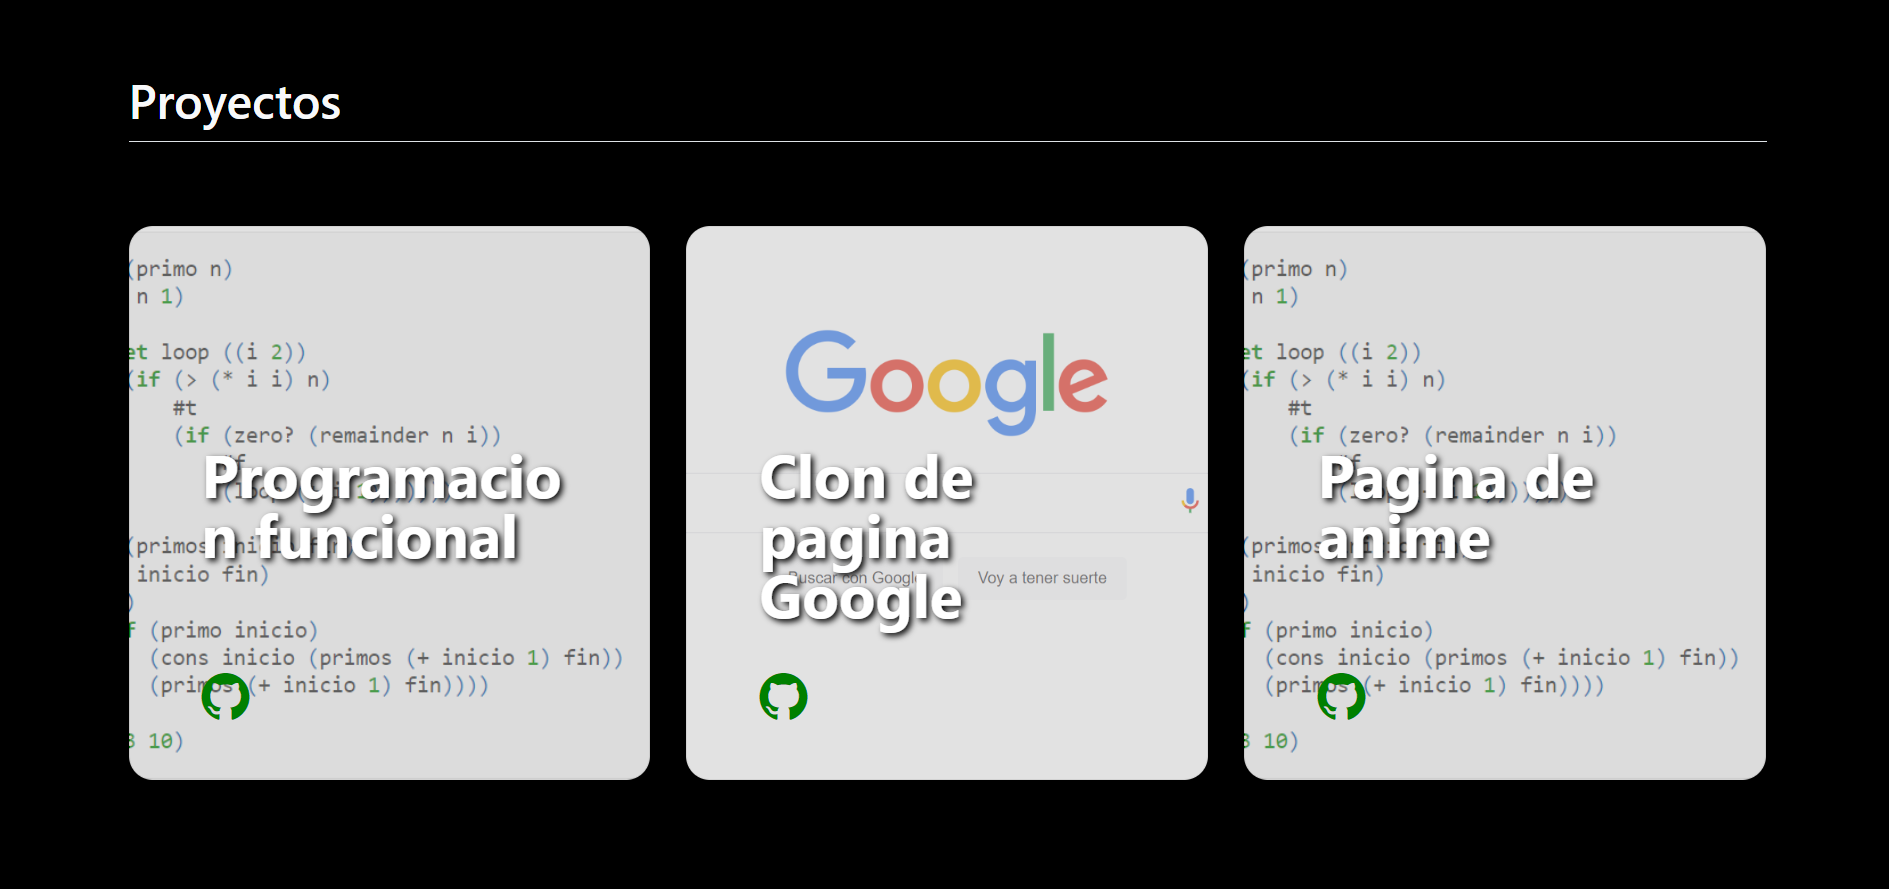 Proyectos
(primo n)
n 1)
et loop ((i 2))
(if (> (* i i) n)
#t
(if (zero? (remainder n i))
Programacio
n funcional
(primos inicio fin)
inicio fin)
)
f (primo inicio)
(cons inicio (primos (+ inicio 1) fin))
(primos (+ inicio 1) fin))))
3 10)
Google
Clon de
pagina
Google
Buscar con Google
Voy a tener suerte
(primo n)
n 1)
et loop ((i 2))
(if (> (* i i) n)
#t
(if (zero? (remainder n i))
Pagina de
anime
(primos
inicio fin)
)
f (primo inicio)
(cons inicio (primos (+ inicio 1) fin))
(primos (+ inicio 1) fin))))
3 10)